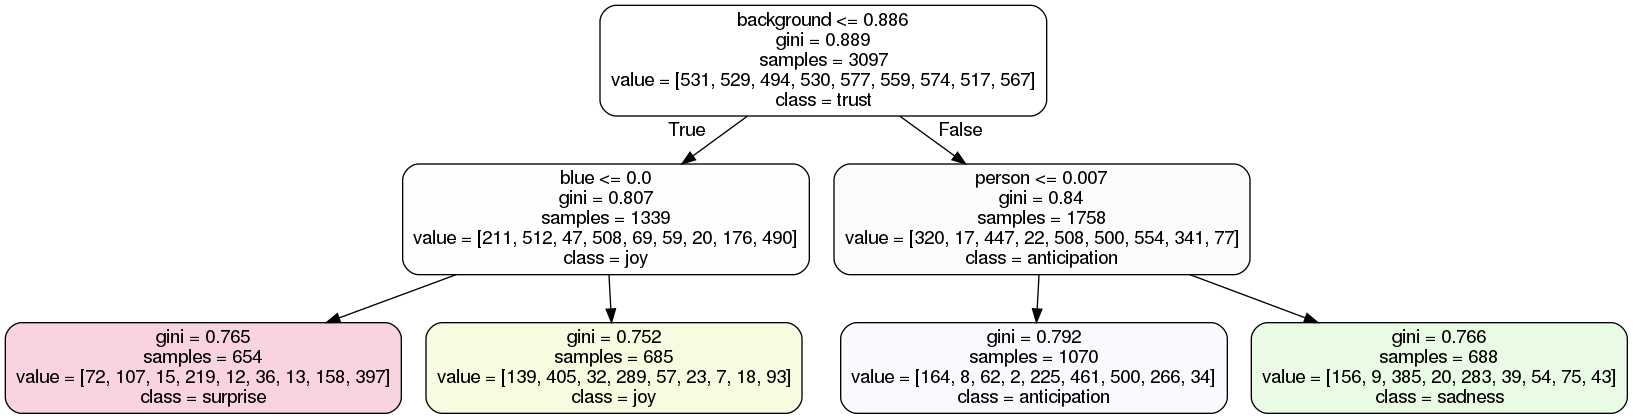 background <= 0.886
gini = 0.889
samples = 3097
value = [531, 529, 494, 530, 577, 559, 574, 517, 567]
class = trust
True
False
blue <= 0.0
gini = 0.807
samples = 1339
value = [211, 512, 47, 508, 69, 59, 20, 176, 490]
class = joy
person <= 0.007
gini = 0.84
samples = 1758
value = [320, 17, 447, 22, 508, 500, 554, 341, 77]
class = anticipation
gini = 0.765
samples = 654
value = [72, 107, 15, 219, 12, 36, 13, 158, 397]
class = surprise
gini = 0.752
samples = 685
value = [139, 405, 32, 289, 57, 23, 7, 18, 93]
class = joy
gini = 0.792
samples = 1070
value = [164, 8, 62, 2, 225, 461, 500, 266, 34]
class = anticipation
gini = 0.766
samples = 688
value = [156, 9, 385, 20, 283, 39, 54, 75, 43]
class = sadness